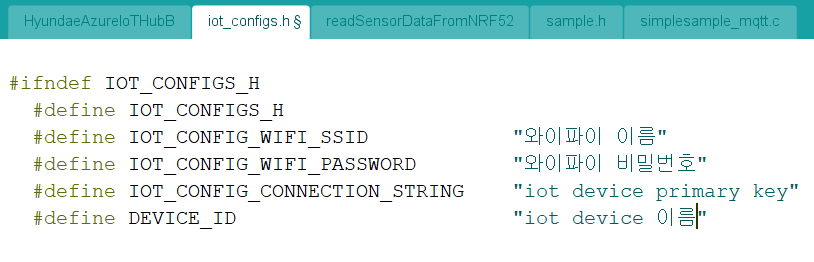 HyundaeAzureIoTHubB iot_configs.h § readSensorDataFromNRF52 sample.h simplesample_mqtt.c
#ifndef IOT_CONFIGS_H
#define IOT_CONFIGS_H
#define IOT_CONFIG_WIFI_SSID "와이파이 이름"
#define IOT_CONFIG_WIFI_PASSWORD "와이파이 비밀번호"
#define IOT_CONFIG_CONNECTION_STRING "iot device primary key"
#define DEVICE_ID "iot device 이름"